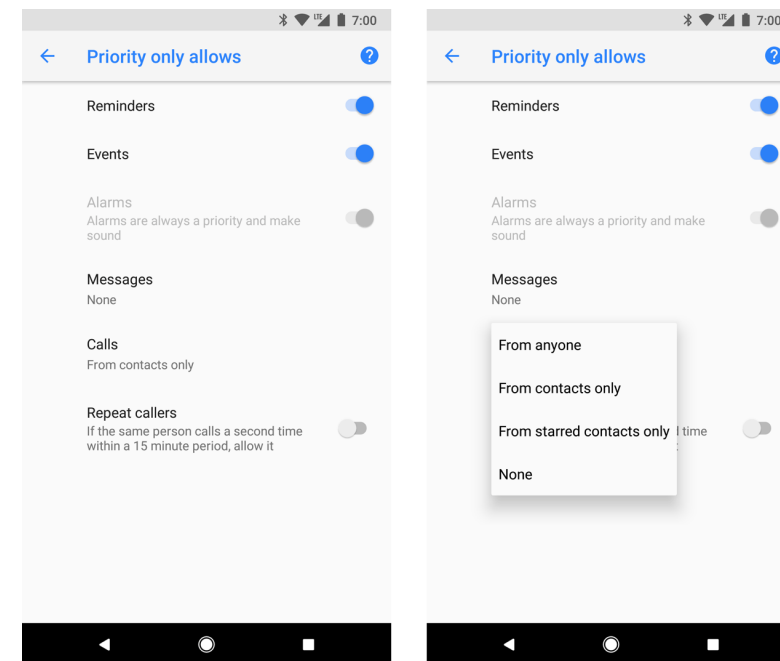 LTE 7:00
Priority only allows ?
Reminders
Events
Alarms
Alarms are always a priority and make
sound
Messages
None
Calls
From contacts only
Repeat callers
If the same person calls a second time
within a 15 minute period, allow it
LTE 7:00
Priority only allows ?
Reminders
Events
Alarms
Alarms are always a priority and make
sound
Messages
None
From anyone
From contacts only
From starred contacts only time
None